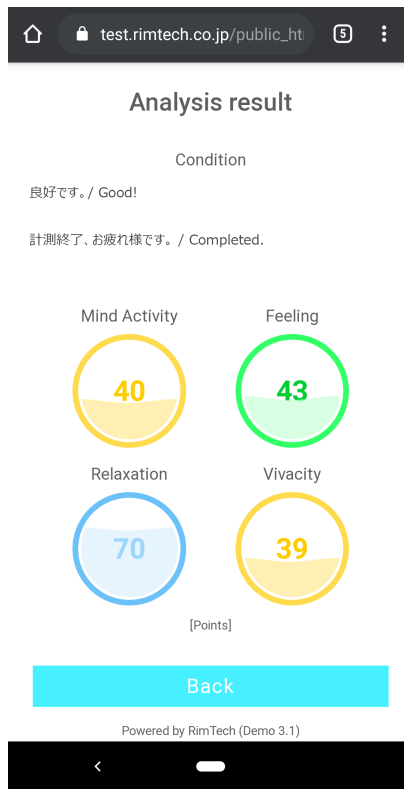 test.rimtech.co.jp/public_ht
5
Analysis result
Condition
良好です。/ Good!
計測終了、お疲れ様です。 / Completed.
Mind Activity
Feeling
40
43
Relaxation
Vivacity
70
39
[Points]
Back
Powered by RimTech (Demo 3.1)